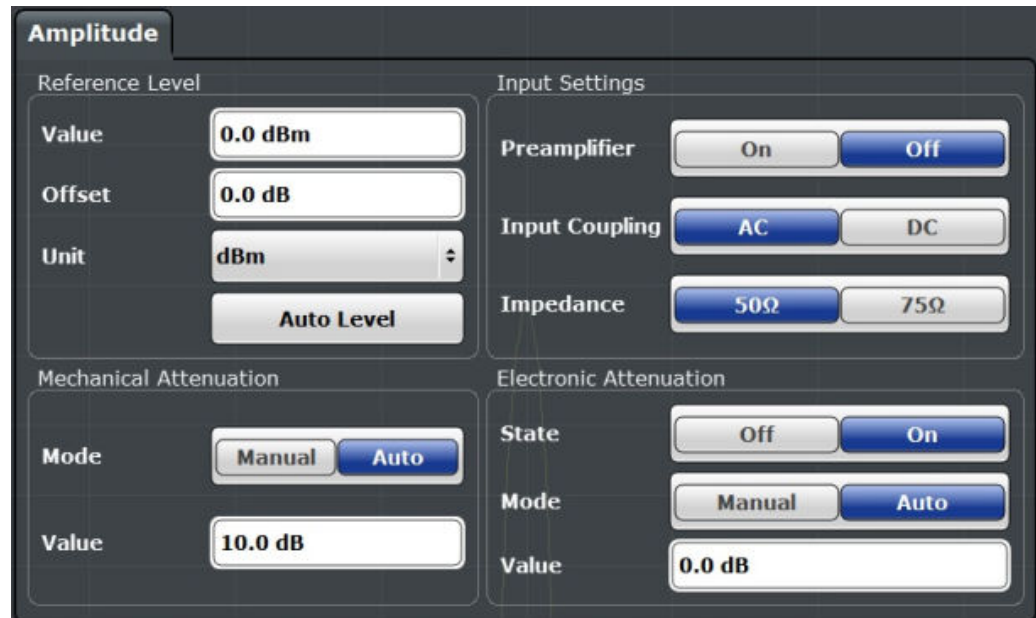 Amplitude
Reference Level
Value 0.0 dBm
Offset 0.0 dB
Unit dBm
Auto Level
Input Settings
Preamplifier On Off
Input Coupling AC DC
Impedance 50Ω 75Ω
Mechanical Attenuation
Mode Manual Auto
Value 10.0 dB
Electronic Attenuation
State Off On
Mode Manual Auto
Value 0.0 dB